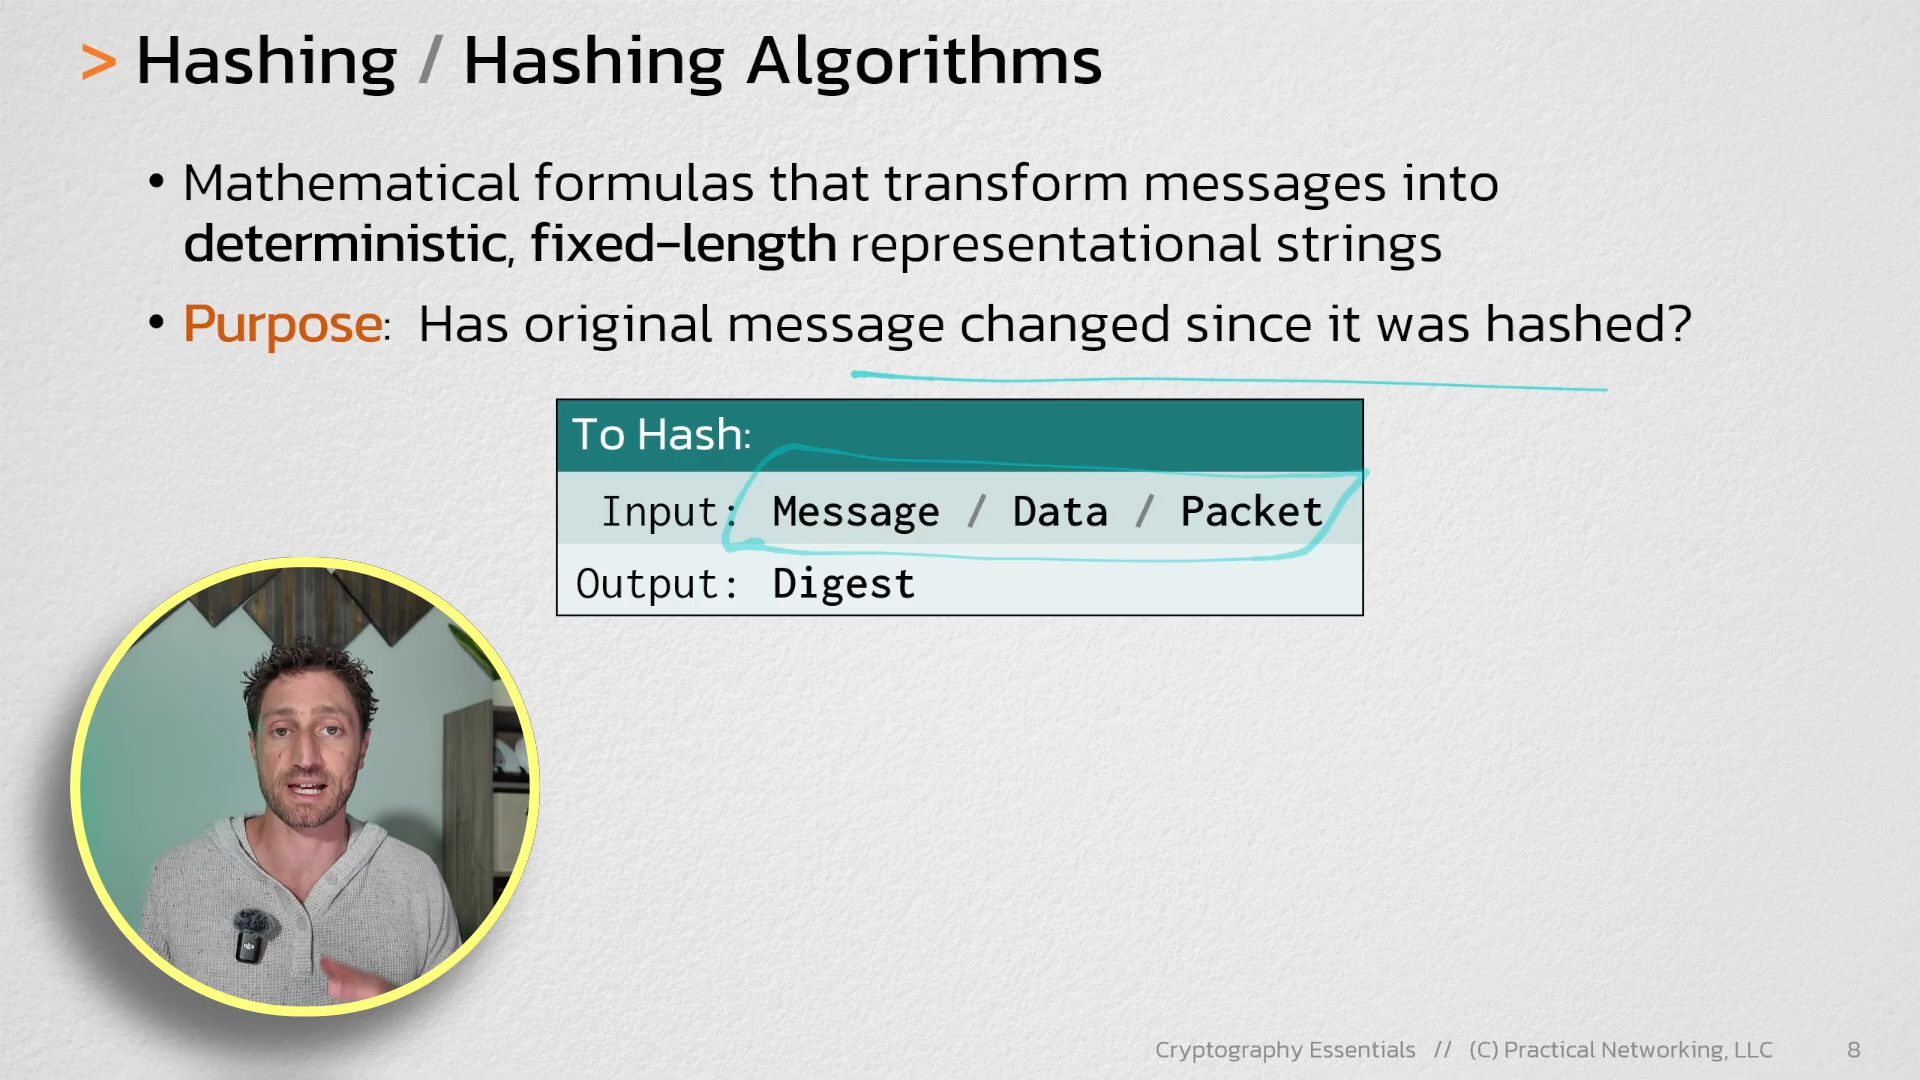 > Hashing / Hashing Algorithms
• Mathematical formulas that transform messages into
deterministic, fixed-length representational strings
• Purpose: Has original message changed since it was hashed?
To Hash:
Input: Message / Data / Packet
Output: Digest
Cryptography Essentials // (C) Practical Networking, LLC 8